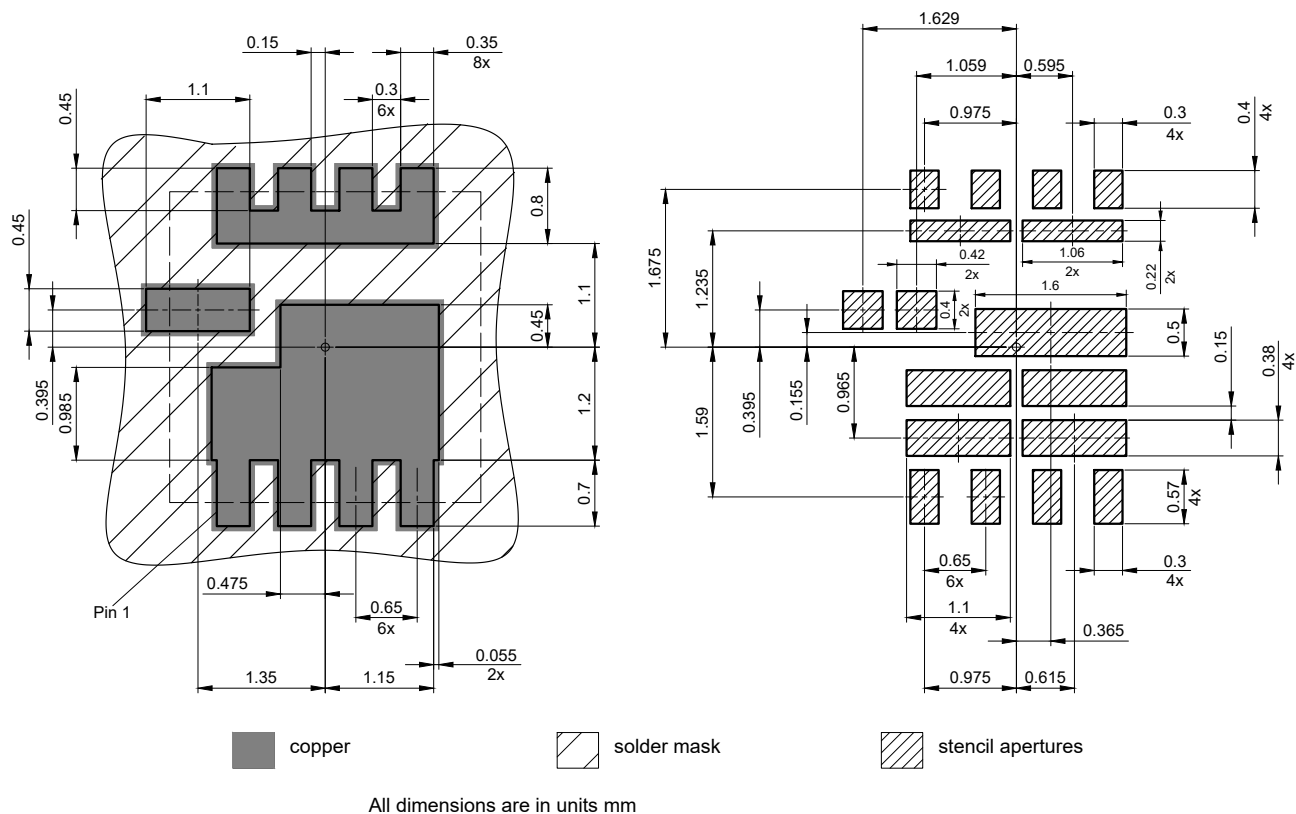 1.629
0.15
0.35
8x
1.059
0.595
0.45
1.1
0.3
6x
0.975
0.3
4x
0.4
4x
0.8
0.45
1.675
1.235
0.42
2x
1.06
2x
0.22
2x
1.1
0.4
2x
1.6
0.45
0.5
0.15
0.38
4x
0.395
0.985
1.2
1.59
0.395
0.155
0.965
0.7
0.57
4x
Pin 1
0.475
0.65
6x
0.65
6x
0.3
4x
1.1
4x
0.365
0.055
2x
1.35
1.15
0.975
0.615
copper
solder mask
stencil apertures
All dimensions are in units mm